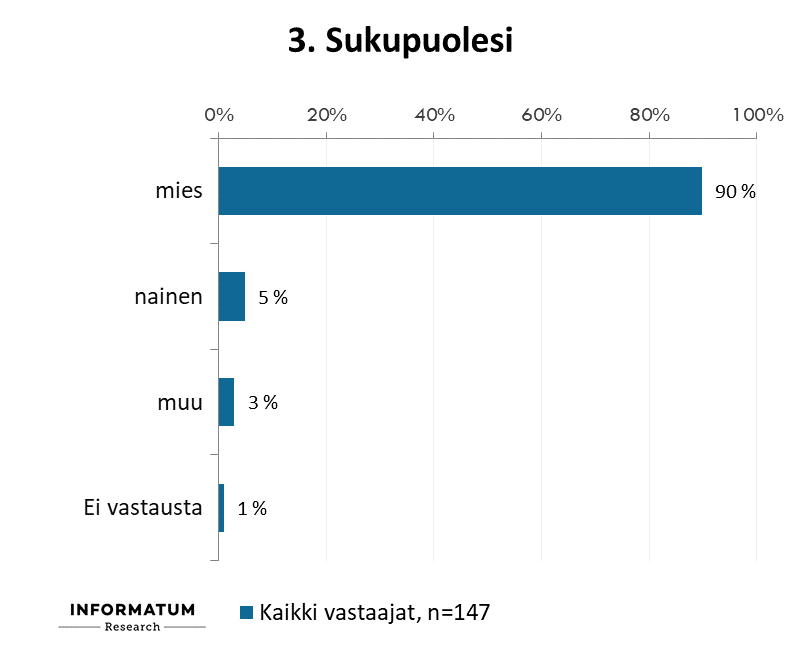 3. Sukupuolesi
0% 20% 40% 60% 80% 100%
mies 90 %
nainen 5 %
muu 3 %
Ei vastausta 1 %
INFORMATUM
Research
Kaikki vastaajat, n=147